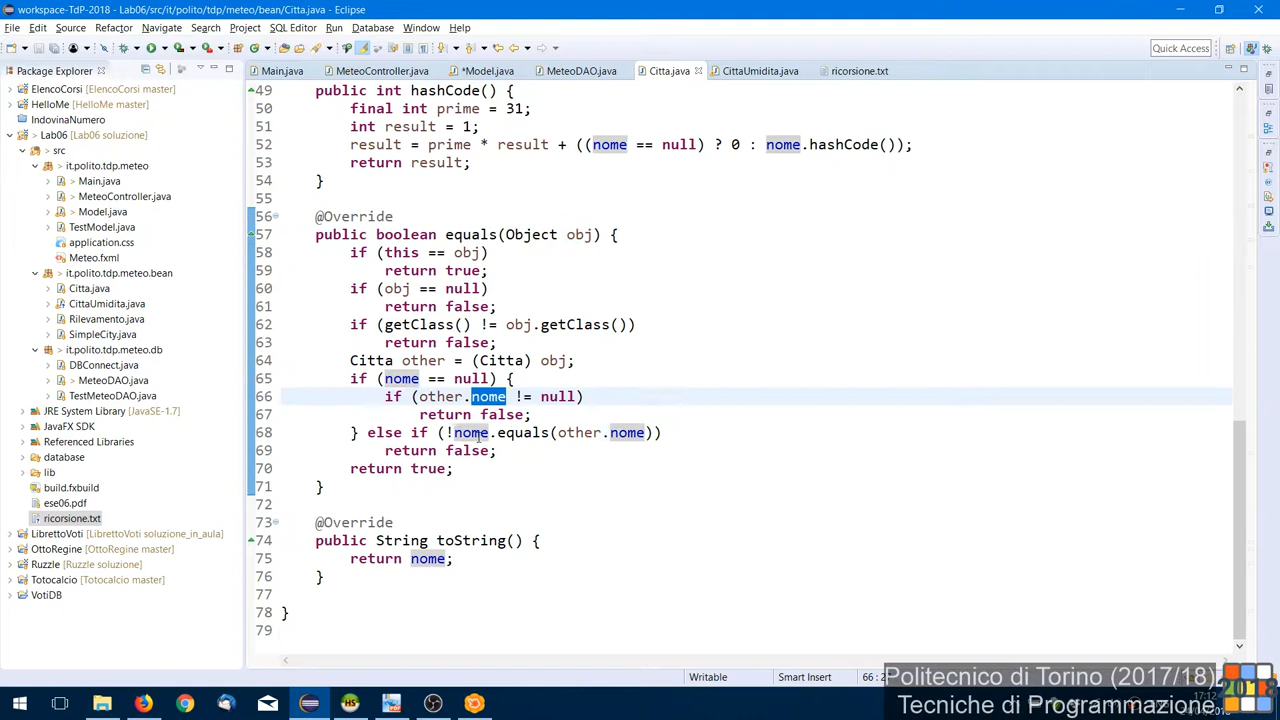 workspace-TdP-2018 - Lab06/src/it/polito/tdp/meteo/bean/Citta.java - Eclipse
File Edit Source Refactor Navigate Search Project SQL Editor Run Database Window Help
Quick Access
Package Explorer
Main.java MeteoController.java *Model.java MeteoDAO.java Citta.java CittaUmidita.java ricorsione.txt
ElencoCorsi [ElencoCorsi master]
HelloMe [HelloMe master]
IndovinaNumero
> Lab06 [Lab06 soluzione]
> src
> it.polito.tdp.meteo
> Main.java
> MeteoController.java
> Model.java
TestModel.java
application.css
Meteo.fxml
> it.polito.tdp.meteo.bean
Citta.java
CittaUmidita.java
Rilevamento.java
SimpleCity.java
> it.polito.tdp.meteo.db
DBConnect.java
> MeteoDAO.java
TestMeteoDAO.java
JRE System Library [JavaSE-1.7]
JavaFX SDK
Referenced Libraries
database
lib
build.fxbuild
ese06.pdf
ricorsione.txt
LibrettoVoti [LibrettoVoti soluzione_in_aula]
OttoRegine [OttoRegine master]
Ruzzle [Ruzzle soluzione]
Totocalcio [Totocalcio master]
VotiDB
49 public int hashCode() {
50 final int prime = 31;
51 int result = 1;
52 result = prime * result + ((nome == null) ? 0 : nome.hashCode());
53 return result;
54 }
55
56 @Override
57 public boolean equals(Object obj) {
58 if (this == obj)
59 return true;
60 if (obj == null)
61 return false;
62 if (getClass() != obj.getClass())
63 return false;
64 Citta other = (Citta) obj;
65 if (nome == null) {
66 if (other.nome != null)
67 return false;
68 } else if (!nome.equals(other.nome))
69 return false;
70 return true;
71 }
72
73 @Override
74 public String toString() {
75 return nome;
76 }
77
78 }
79
Writable Smart Insert 66 : 2
Politecnico di Torino (2017/18)
Tecniche di Programmazione
2018
17:12